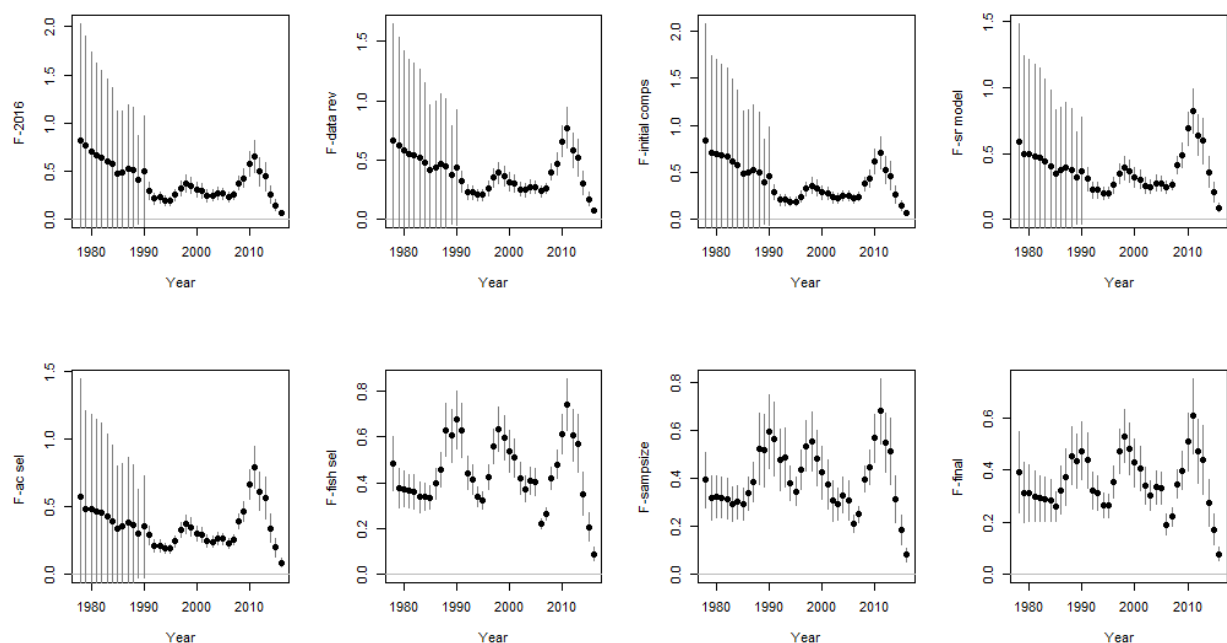 F-2016
0.0 0.5 1.0 1.5 2.0
1980 1990 2000 2010
Year
F-data rev
0.0 0.5 1.0 1.5
1980 1990 2000 2010
Year
F-initial comps
0.0 0.5 1.0 1.5 2.0
1980 1990 2000 2010
Year
F-sr model
0.0 0.5 1.0 1.5
1980 1990 2000 2010
Year
F-ac sel
0.0 0.5 1.0 1.5
1980 1990 2000 2010
Year
F-fish sel
0.0 0.2 0.4 0.6 0.8
1980 1990 2000 2010
Year
F-sampsize
0.0 0.2 0.4 0.6 0.8
1980 1990 2000 2010
Year
F-final
0.0 0.2 0.4 0.6
1980 1990 2000 2010
Year